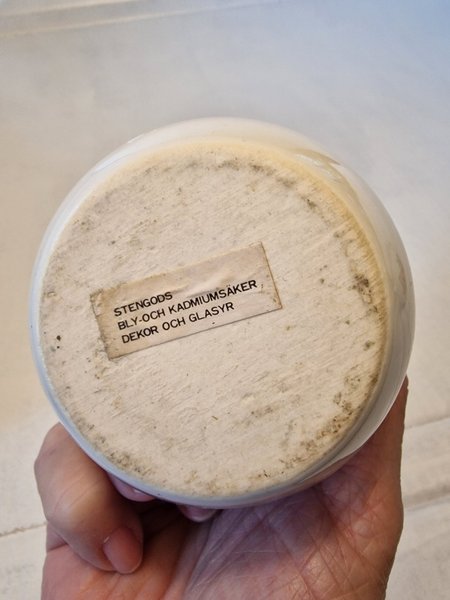 STENGODS
BLY-OCH KADMIUMSÄKER
DEKOR OCH GLASYR